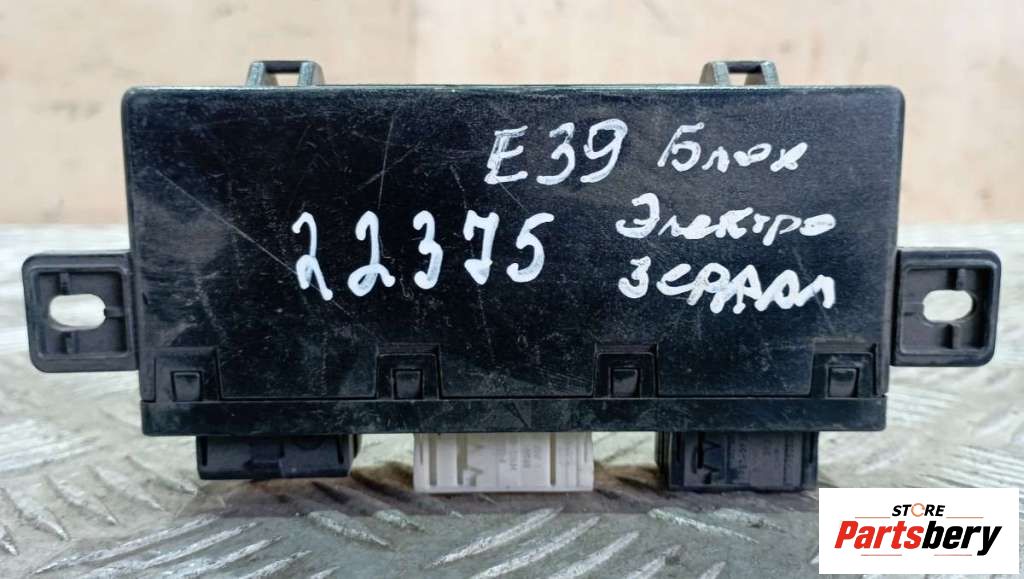 E39 Блок
22375
Электро
Зеркал
STORE
Partsbery